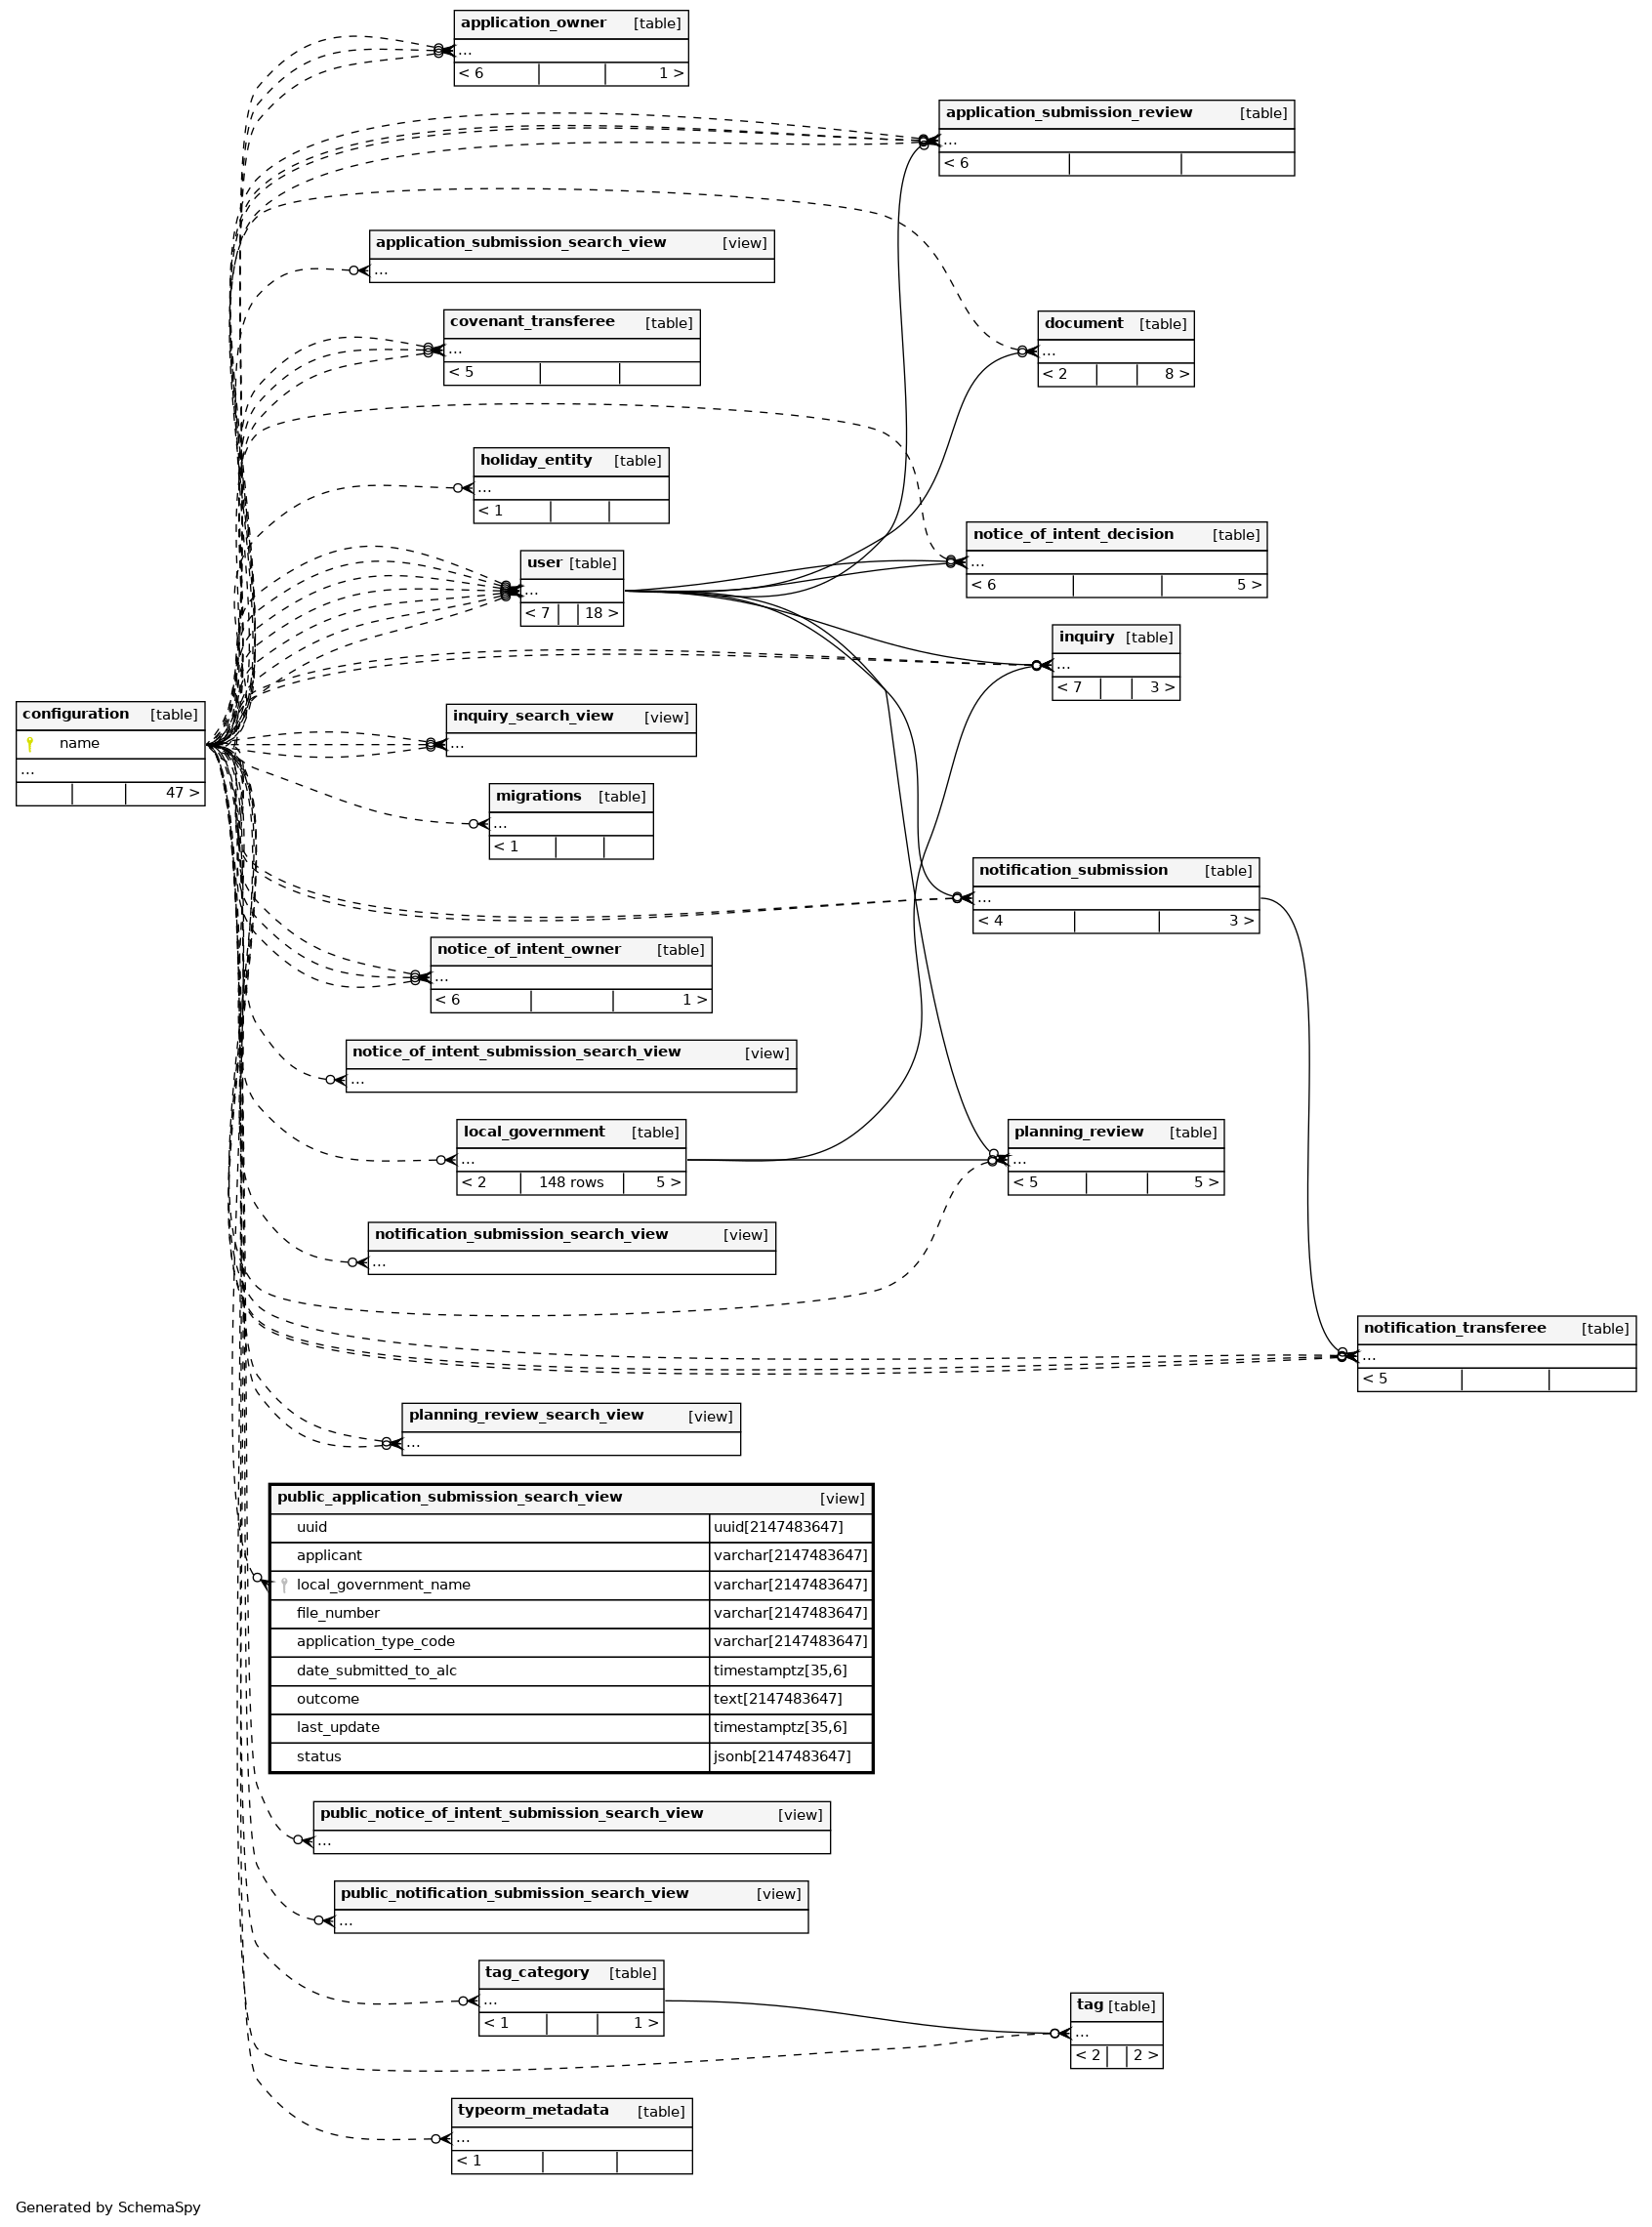 application_owner [table]
...
< 6 1 >
application_submission_review [table]
...
< 6
application_submission_search_view [view]
...
covenant_transferee [table]
...
< 5
document [table]
...
< 2 8 >
holiday_entity [table]
...
< 1
notice_of_intent_decision [table]
...
< 6 5 >
user [table]
...
< 7 18 >
inquiry [table]
...
< 7 3 >
configuration [table]
name
...
47 >
inquiry_search_view [view]
...
migrations [table]
...
< 1
notification_submission [table]
...
< 4 3 >
notice_of_intent_owner [table]
...
< 6 1 >
notice_of_intent_submission_search_view [view]
...
local_government [table]
...
< 2 148 rows 5 >
planning_review [table]
...
< 5 5 >
notification_submission_search_view [view]
...
notification_transferee [table]
...
< 5
planning_review_search_view [view]
...
public_application_submission_search_view [view]
uuid uuid[2147483647]
applicant varchar[2147483647]
local_government_name varchar[2147483647]
file_number varchar[2147483647]
application_type_code varchar[2147483647]
date_submitted_to_alc timestamptz[35,6]
outcome text[2147483647]
last_update timestamptz[35,6]
status jsonb[2147483647]
public_notice_of_intent_submission_search_view [view]
...
public_notification_submission_search_view [view]
...
tag_category [table]
...
< 1 1 >
tag [table]
...
< 2 2 >
typeorm_metadata [table]
...
< 1
Generated by SchemaSpy